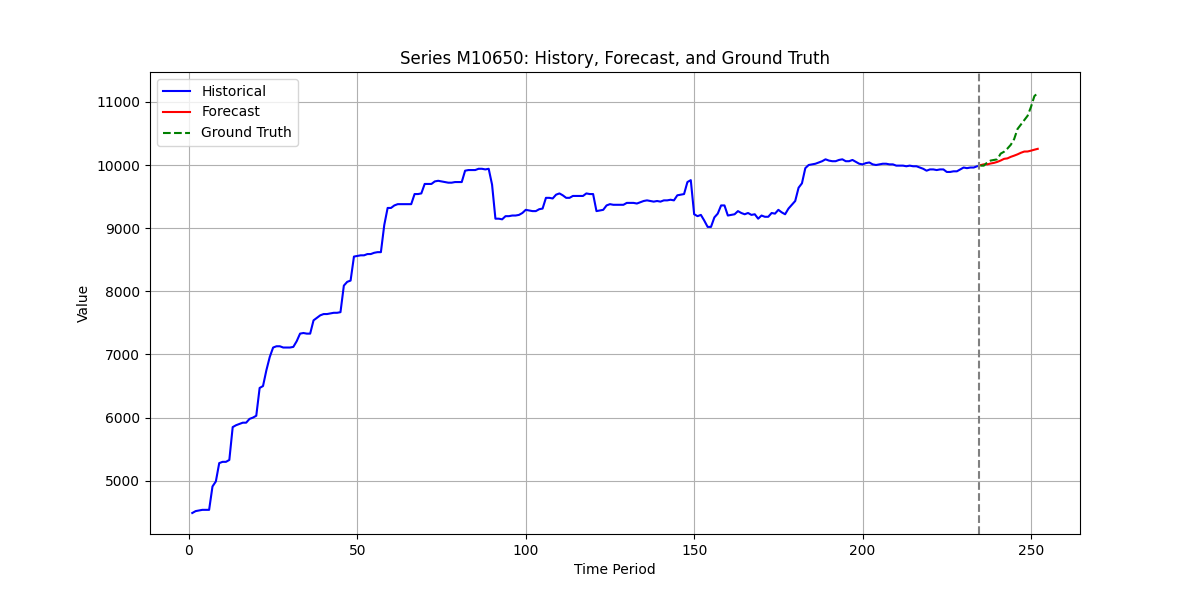 Series M10650: History, Forecast, and Ground Truth
Historical
Forecast
Ground Truth
11000
10000
9000
8000
7000
6000
5000
Value
0 50 100 150 200 250
Time Period